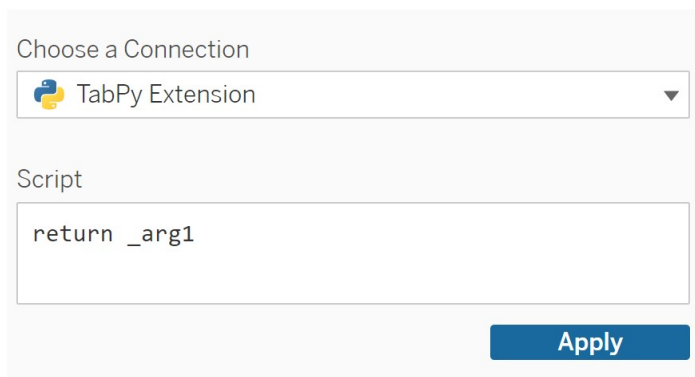 Choose a Connection
TabPy Extension
Script
return _arg1
Apply